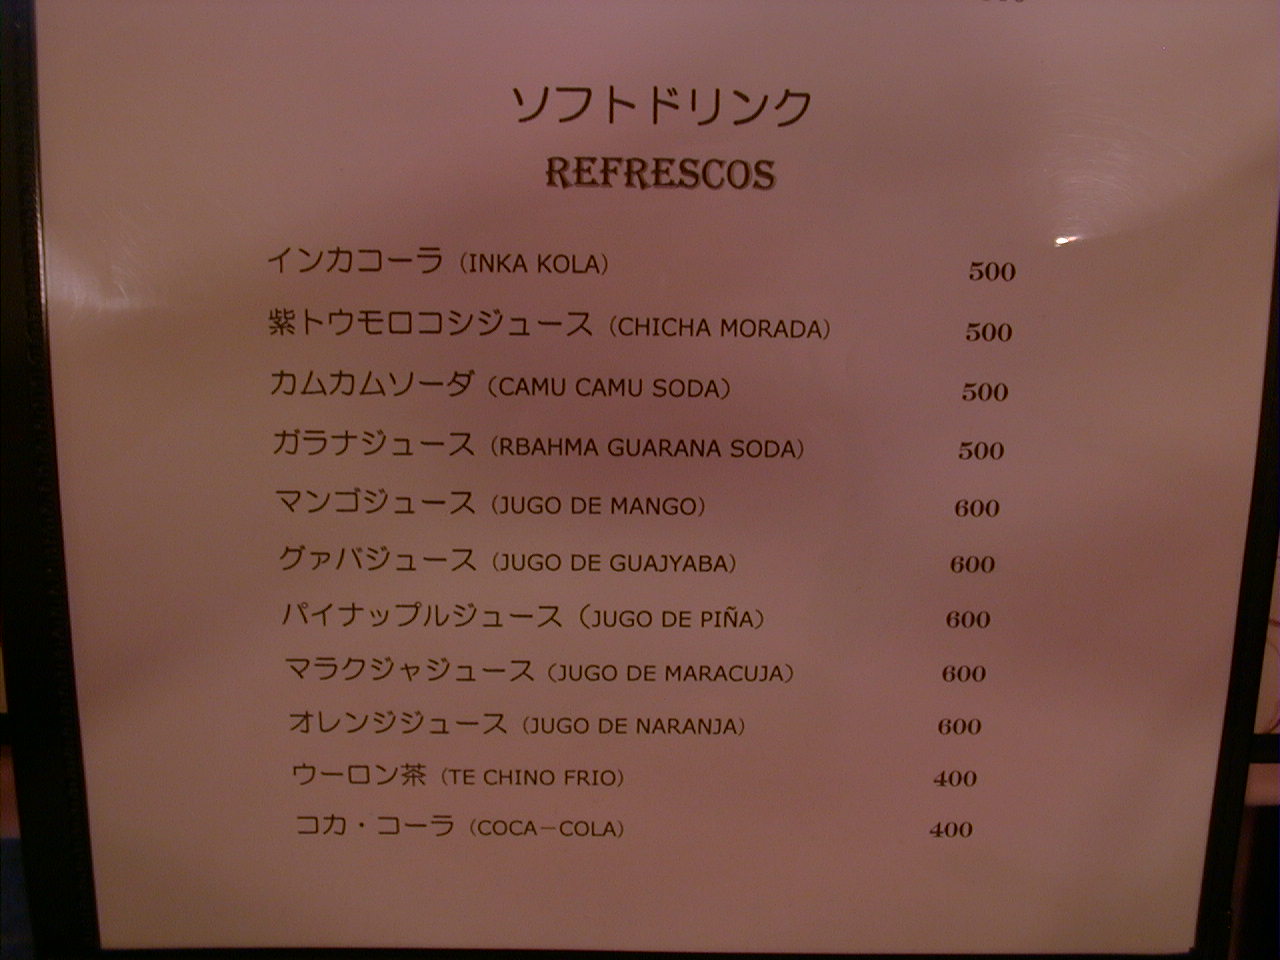 ソフトドリンク
REFRESCOS
インカコーラ（INKA KOLA） 500
紫トウモロコシジュース（CHICHA MORADA） 500
カムカムソーダ（CAMU CAMU SODA） 500
ガラナジュース（RBAHMA GUARANA SODA） 500
マンゴジュース（JUGO DE MANGO） 600
グァバジュース（JUGO DE GUAJYABA） 600
パイナップルジュース（JUGO DE PIÑA） 600
マラクジャジュース（JUGO DE MARACUJA） 600
オレンジジュース（JUGO DE NARANJA） 600
ウーロン茶（TE CHINO FRIO） 400
コカ・コーラ（COCA－COLA） 400